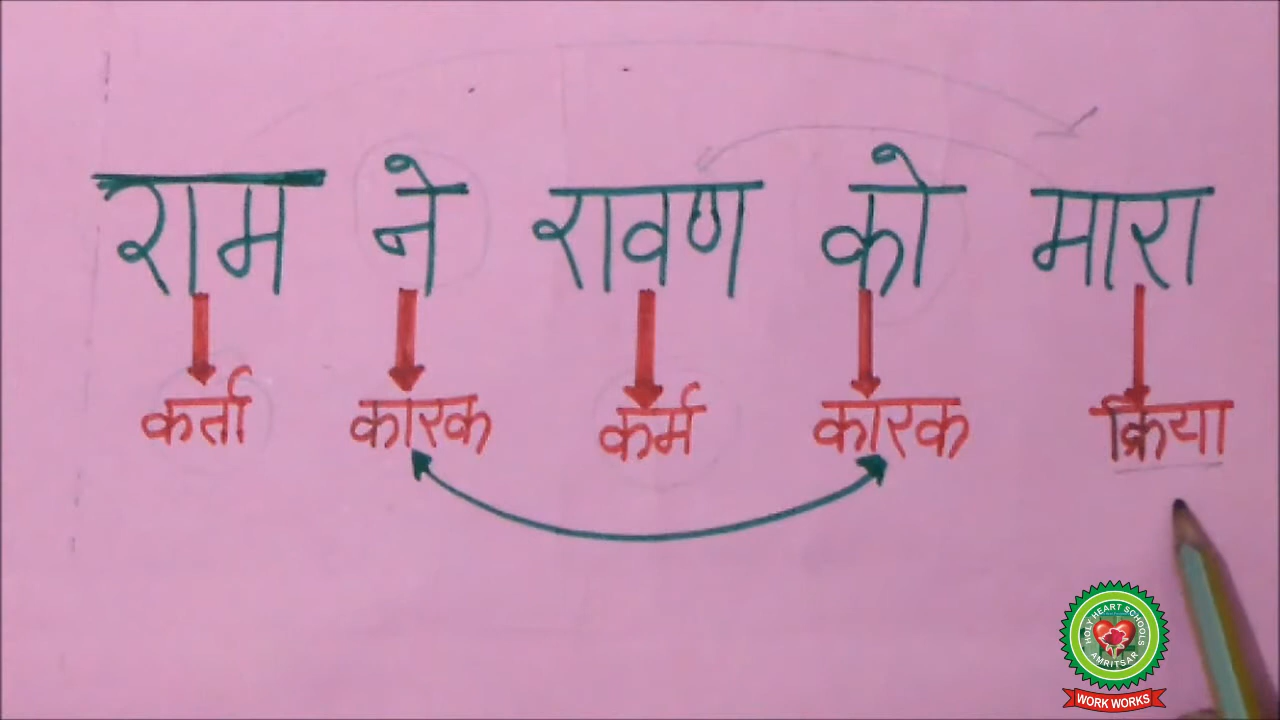 राम ने रावण को मारा
कर्ता कारक कर्म कारक क्रिया
HOLY HEART SCHOOLS
AMRITSAR
WORK WORKS